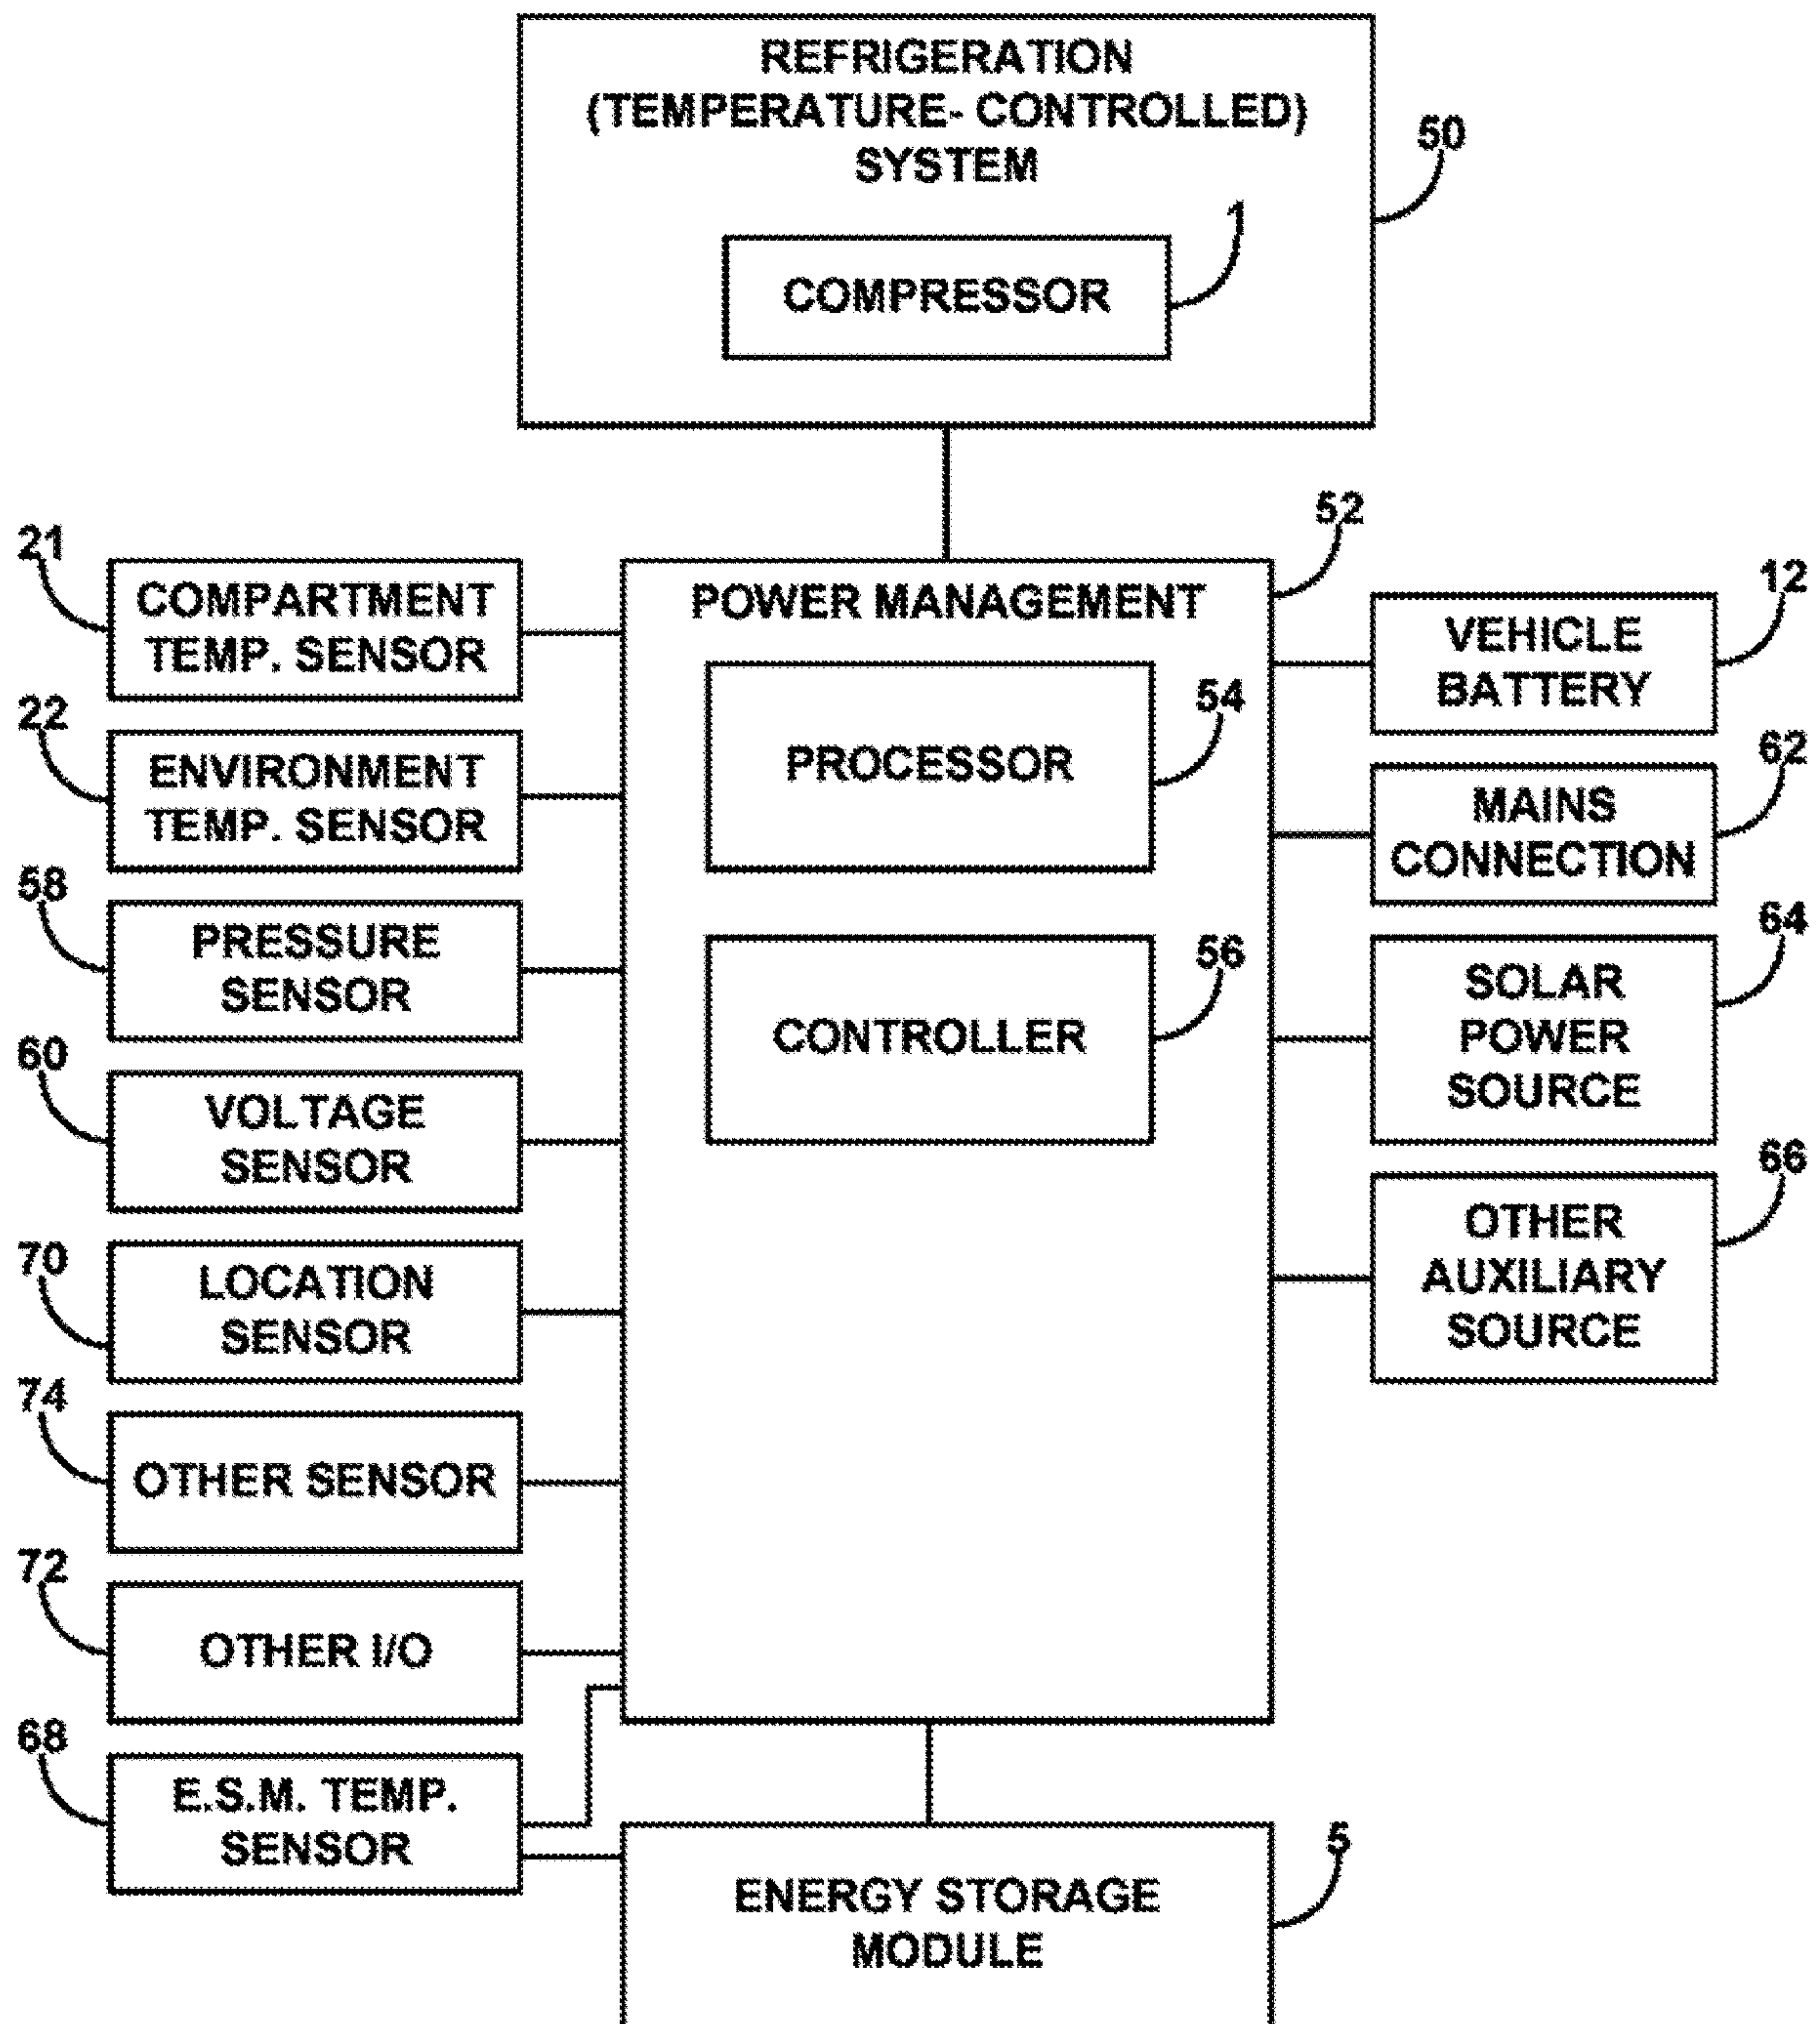 REFRIGERATION
(TEMPERATURE- CONTROLLED)
SYSTEM
50
1
COMPRESSOR
52
POWER MANAGEMENT
54
PROCESSOR
56
CONTROLLER
21
COMPARTMENT
TEMP. SENSOR
22
ENVIRONMENT
TEMP. SENSOR
58
PRESSURE
SENSOR
60
VOLTAGE
SENSOR
70
LOCATION
SENSOR
74
OTHER SENSOR
72
OTHER I/O
68
E.S.M. TEMP.
SENSOR
12
VEHICLE
BATTERY
62
MAINS
CONNECTION
64
SOLAR
POWER
SOURCE
66
OTHER
AUXILIARY
SOURCE
5
ENERGY STORAGE
MODULE